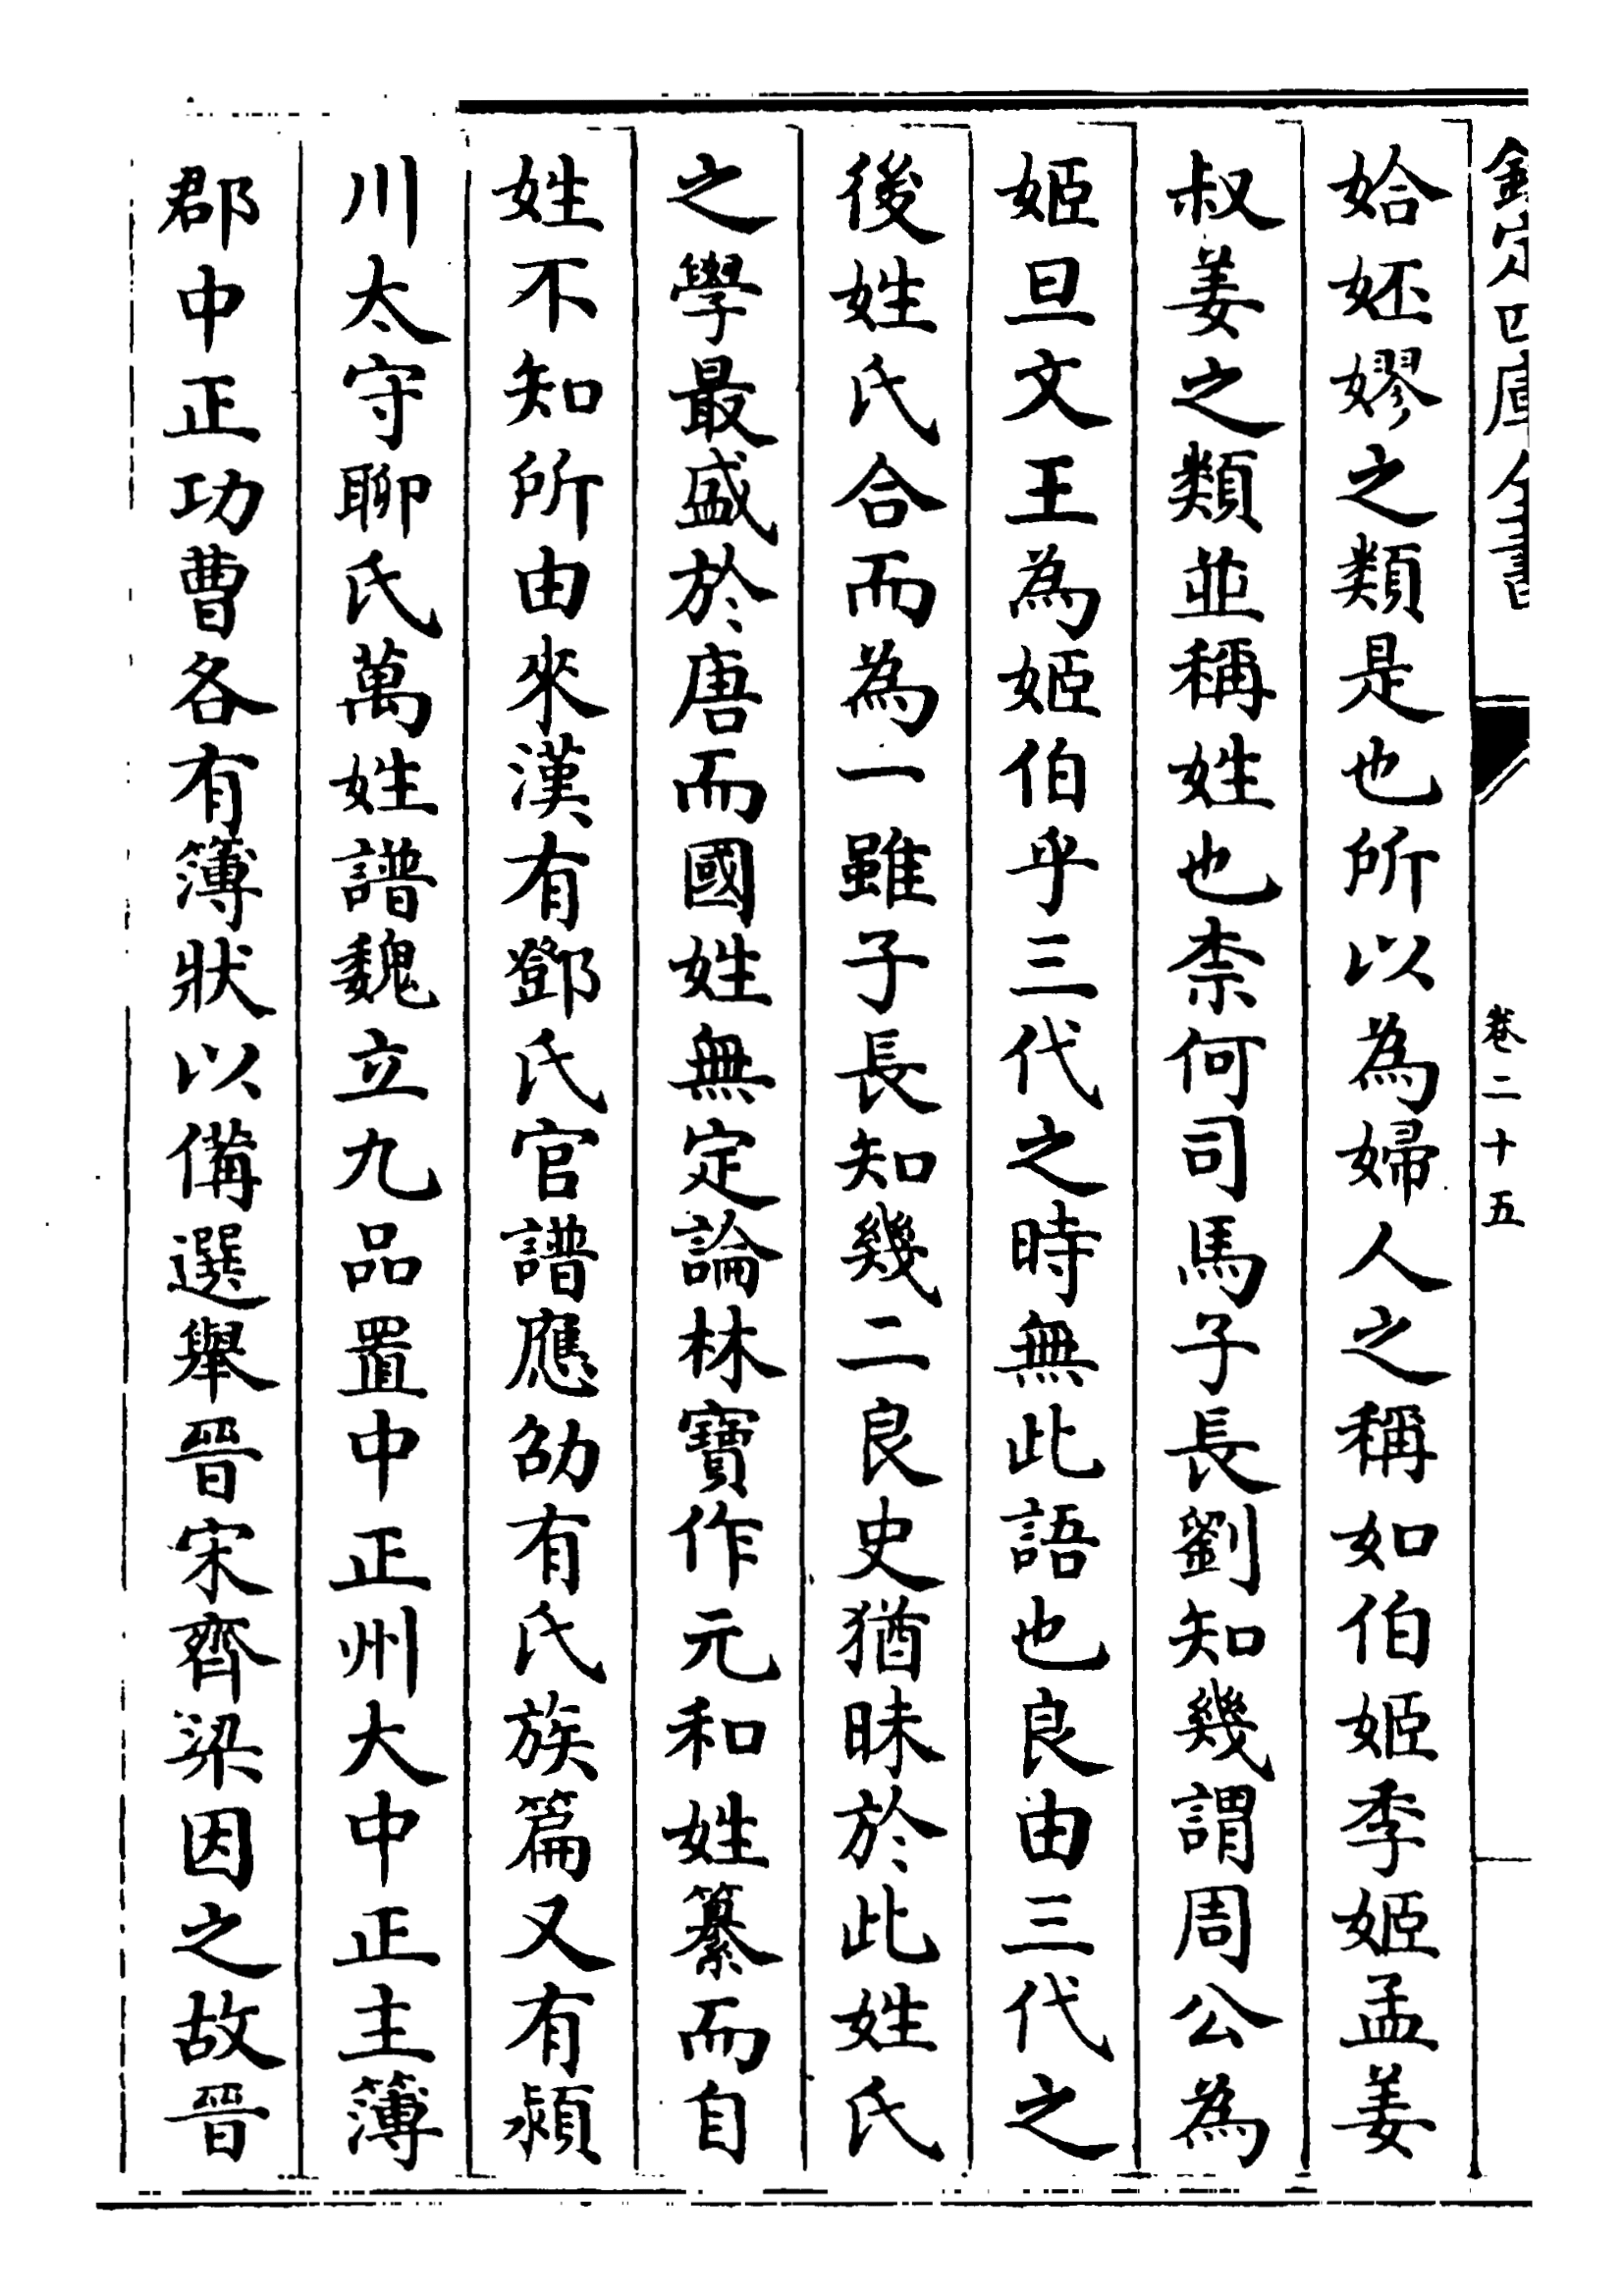 欽定四庫全書
卷二十五
姶㚰嫪之類是也所以為婦人之稱如伯姬季姬孟姜
叔姜之類並稱姓也柰何司馬子長劉知幾謂周公為
姬旦文王為姬伯乎三代之時無此語也良由三代之
後姓氏合而為一雖子長知幾二良史猶昧於此姓氏
之學最盛於唐而國姓無定論林寶作元和姓纂而自
姓不知所由來漢有鄧氏官譜應劭有氏族篇又有潁
川太守聊氏萬姓譜魏立九品置中正州大中正主簿
郡中正功曹各有簿狀以備選舉晉宋齊梁因之故晉